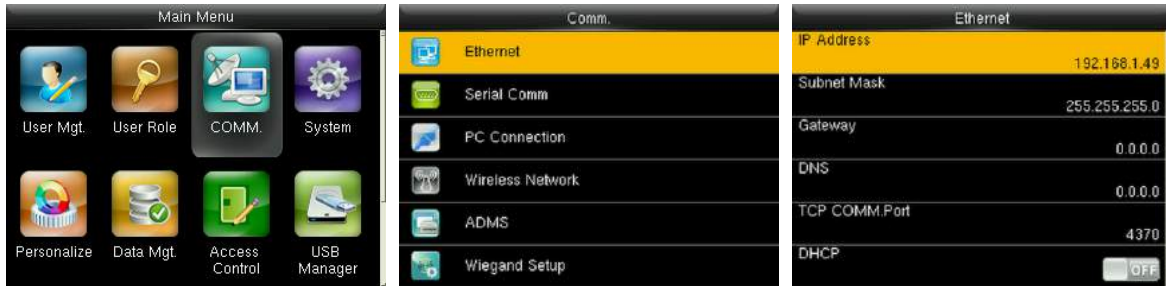 Main Menu
User Mgt.
User Role
COMM.
System
Personalize
Data Mgt.
Access
Control
USB
Manager
Comm.
Ethernet
Serial Comm
PC Connection
Wireless Network
ADMS
Wiegand Setup
Ethernet
IP Address
192.168.1.49
Subnet Mask
255.255.255.0
Gateway
0.0.0.0
DNS
0.0.0.0
TCP COMM.Port
4370
DHCP
OFF